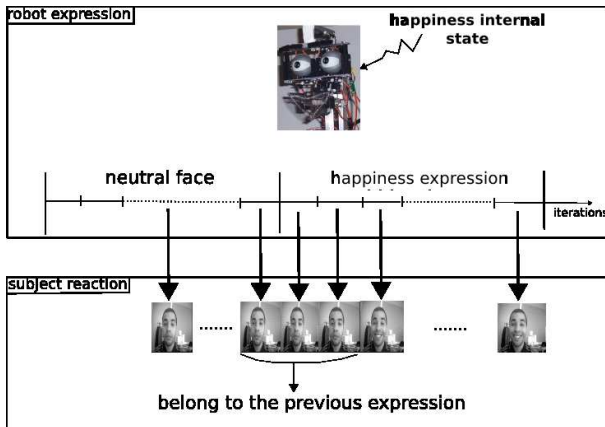 robot expression
happiness internal
state
neutral face
happiness expression
iterations
subject reaction
belong to the previous expression